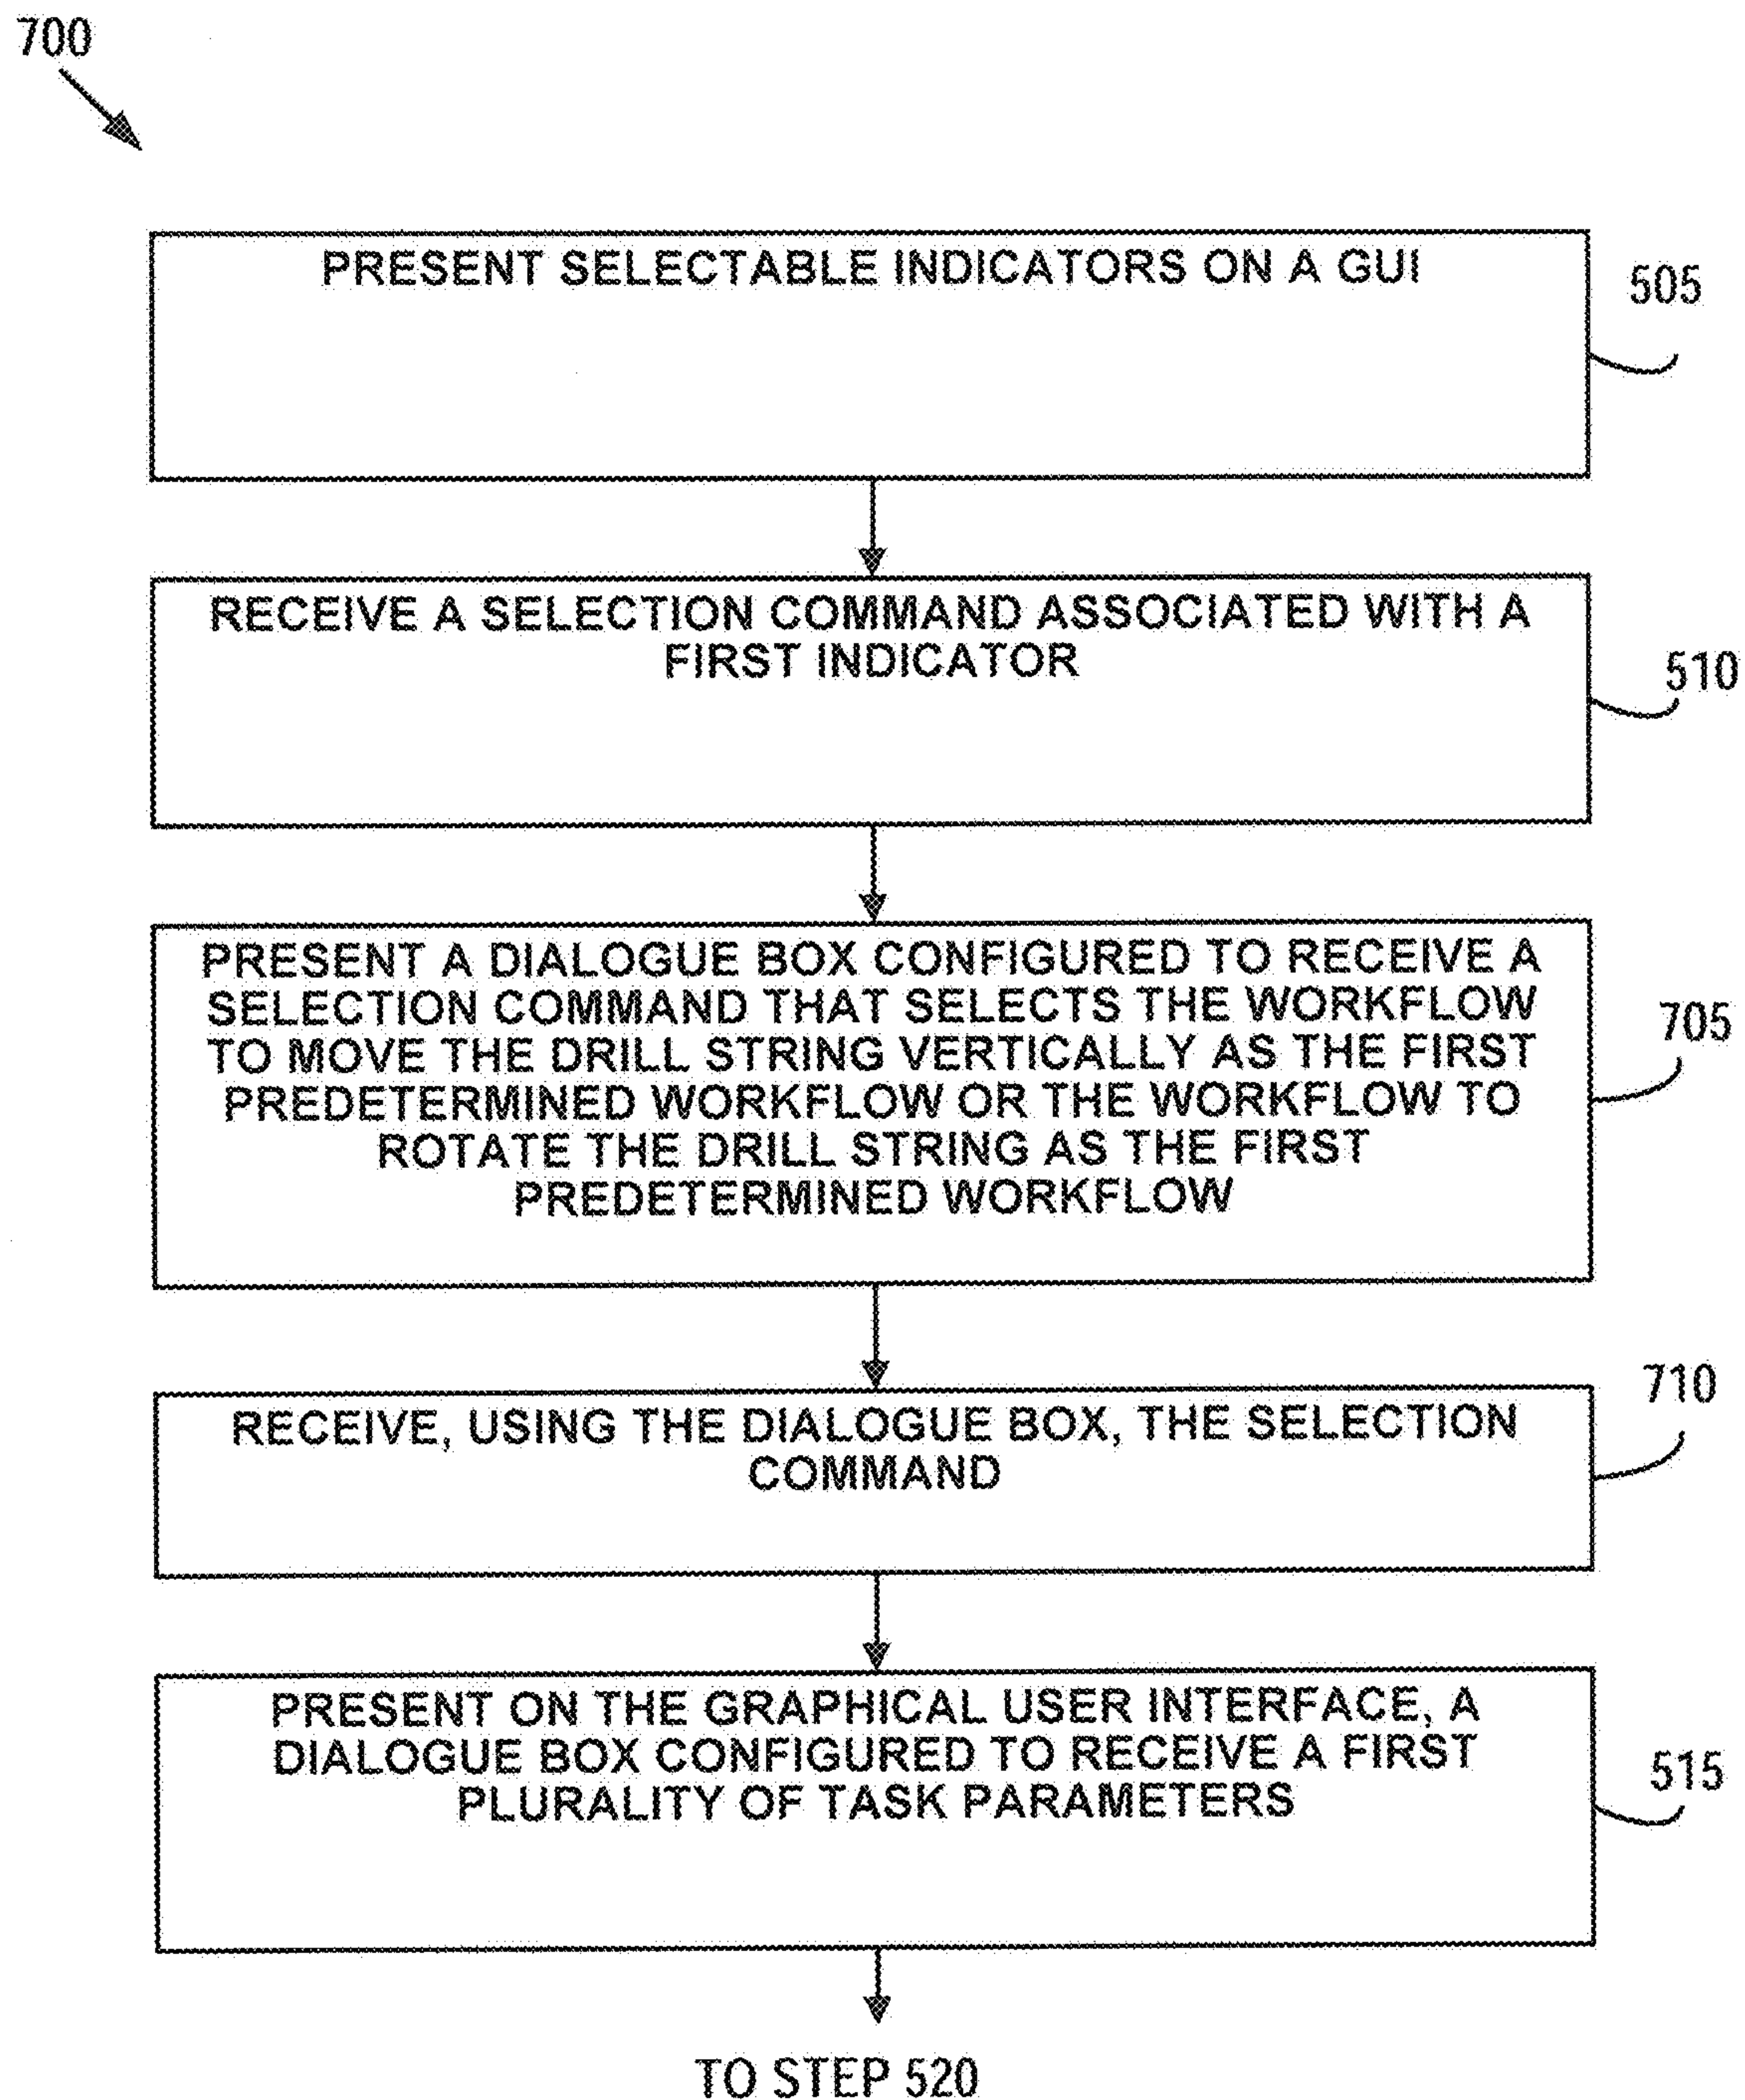 700
PRESENT SELECTABLE INDICATORS ON A GUI
505
RECEIVE A SELECTION COMMAND ASSOCIATED WITH A
FIRST INDICATOR
510
PRESENT A DIALOGUE BOX CONFIGURED TO RECEIVE A
SELECTION COMMAND THAT SELECTS THE WORKFLOW
TO MOVE THE DRILL STRING VERTICALLY AS THE FIRST
PREDETERMINED WORKFLOW OR THE WORKFLOW TO
ROTATE THE DRILL STRING AS THE FIRST
PREDETERMINED WORKFLOW
705
RECEIVE, USING THE DIALOGUE BOX, THE SELECTION
COMMAND
710
PRESENT ON THE GRAPHICAL USER INTERFACE, A
DIALOGUE BOX CONFIGURED TO RECEIVE A FIRST
PLURALITY OF TASK PARAMETERS
515
TO STEP 520